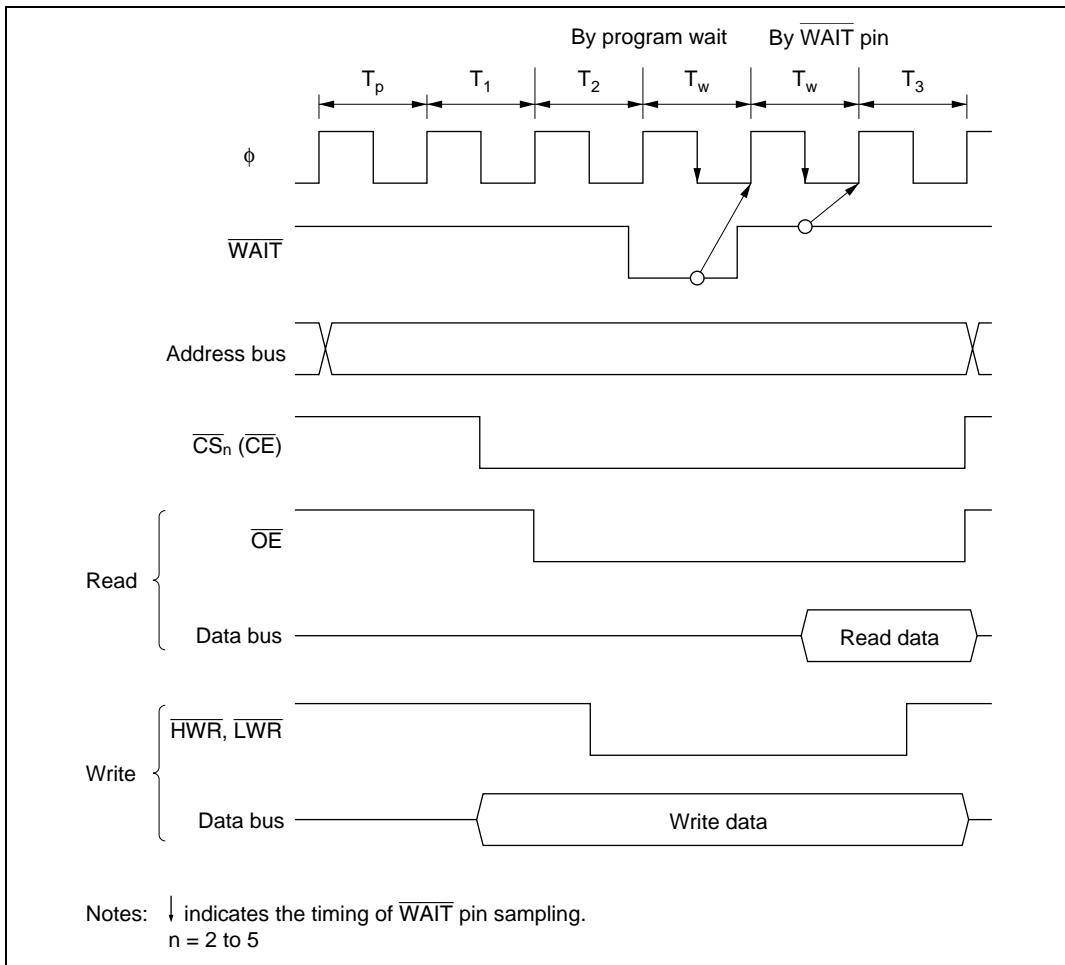 By program wait By WAIT pin
Tp T1 T2 Tw Tw T3
ϕ
WAIT
Address bus
CSn (CE)
OE
Read
Data bus Read data
HWR, LWR
Write
Data bus Write data
Notes: ↓ indicates the timing of WAIT pin sampling.
n = 2 to 5